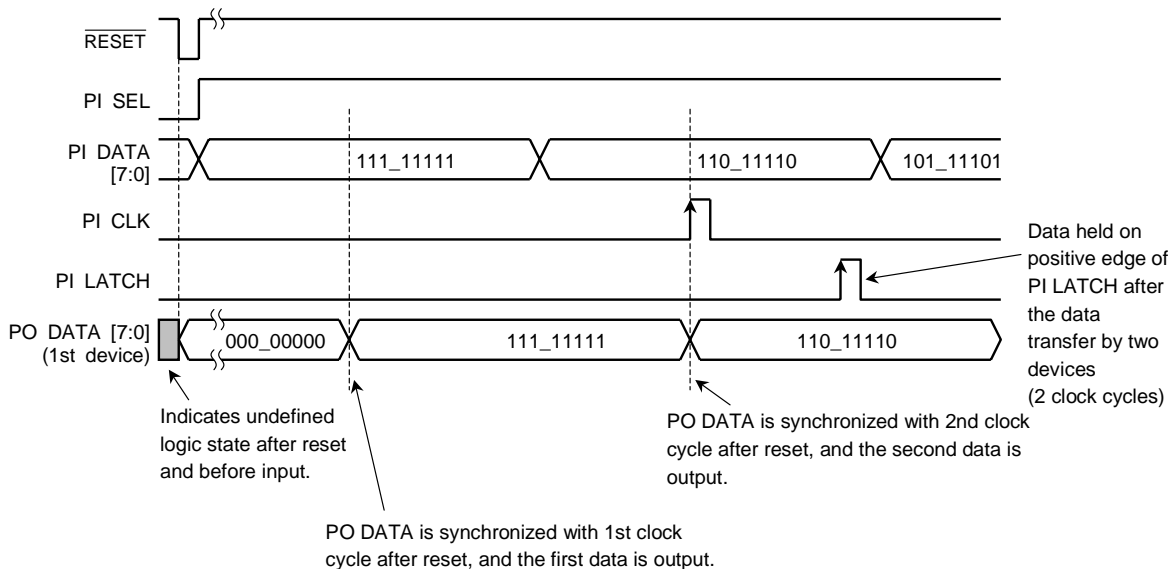 RESET
PI SEL
PI DATA
[7:0]
111_11111
110_11110
101_11101
PI CLK
PI LATCH
Data held on
positive edge of
PI LATCH after
the data
transfer by two
devices
(2 clock cycles)
PO DATA [7:0]
(1st device)
000_00000
111_11111
110_11110
Indicates undefined
logic state after reset
and before input.
PO DATA is synchronized with 2nd clock
cycle after reset, and the second data is
output.
PO DATA is synchronized with 1st clock
cycle after reset, and the first data is output.